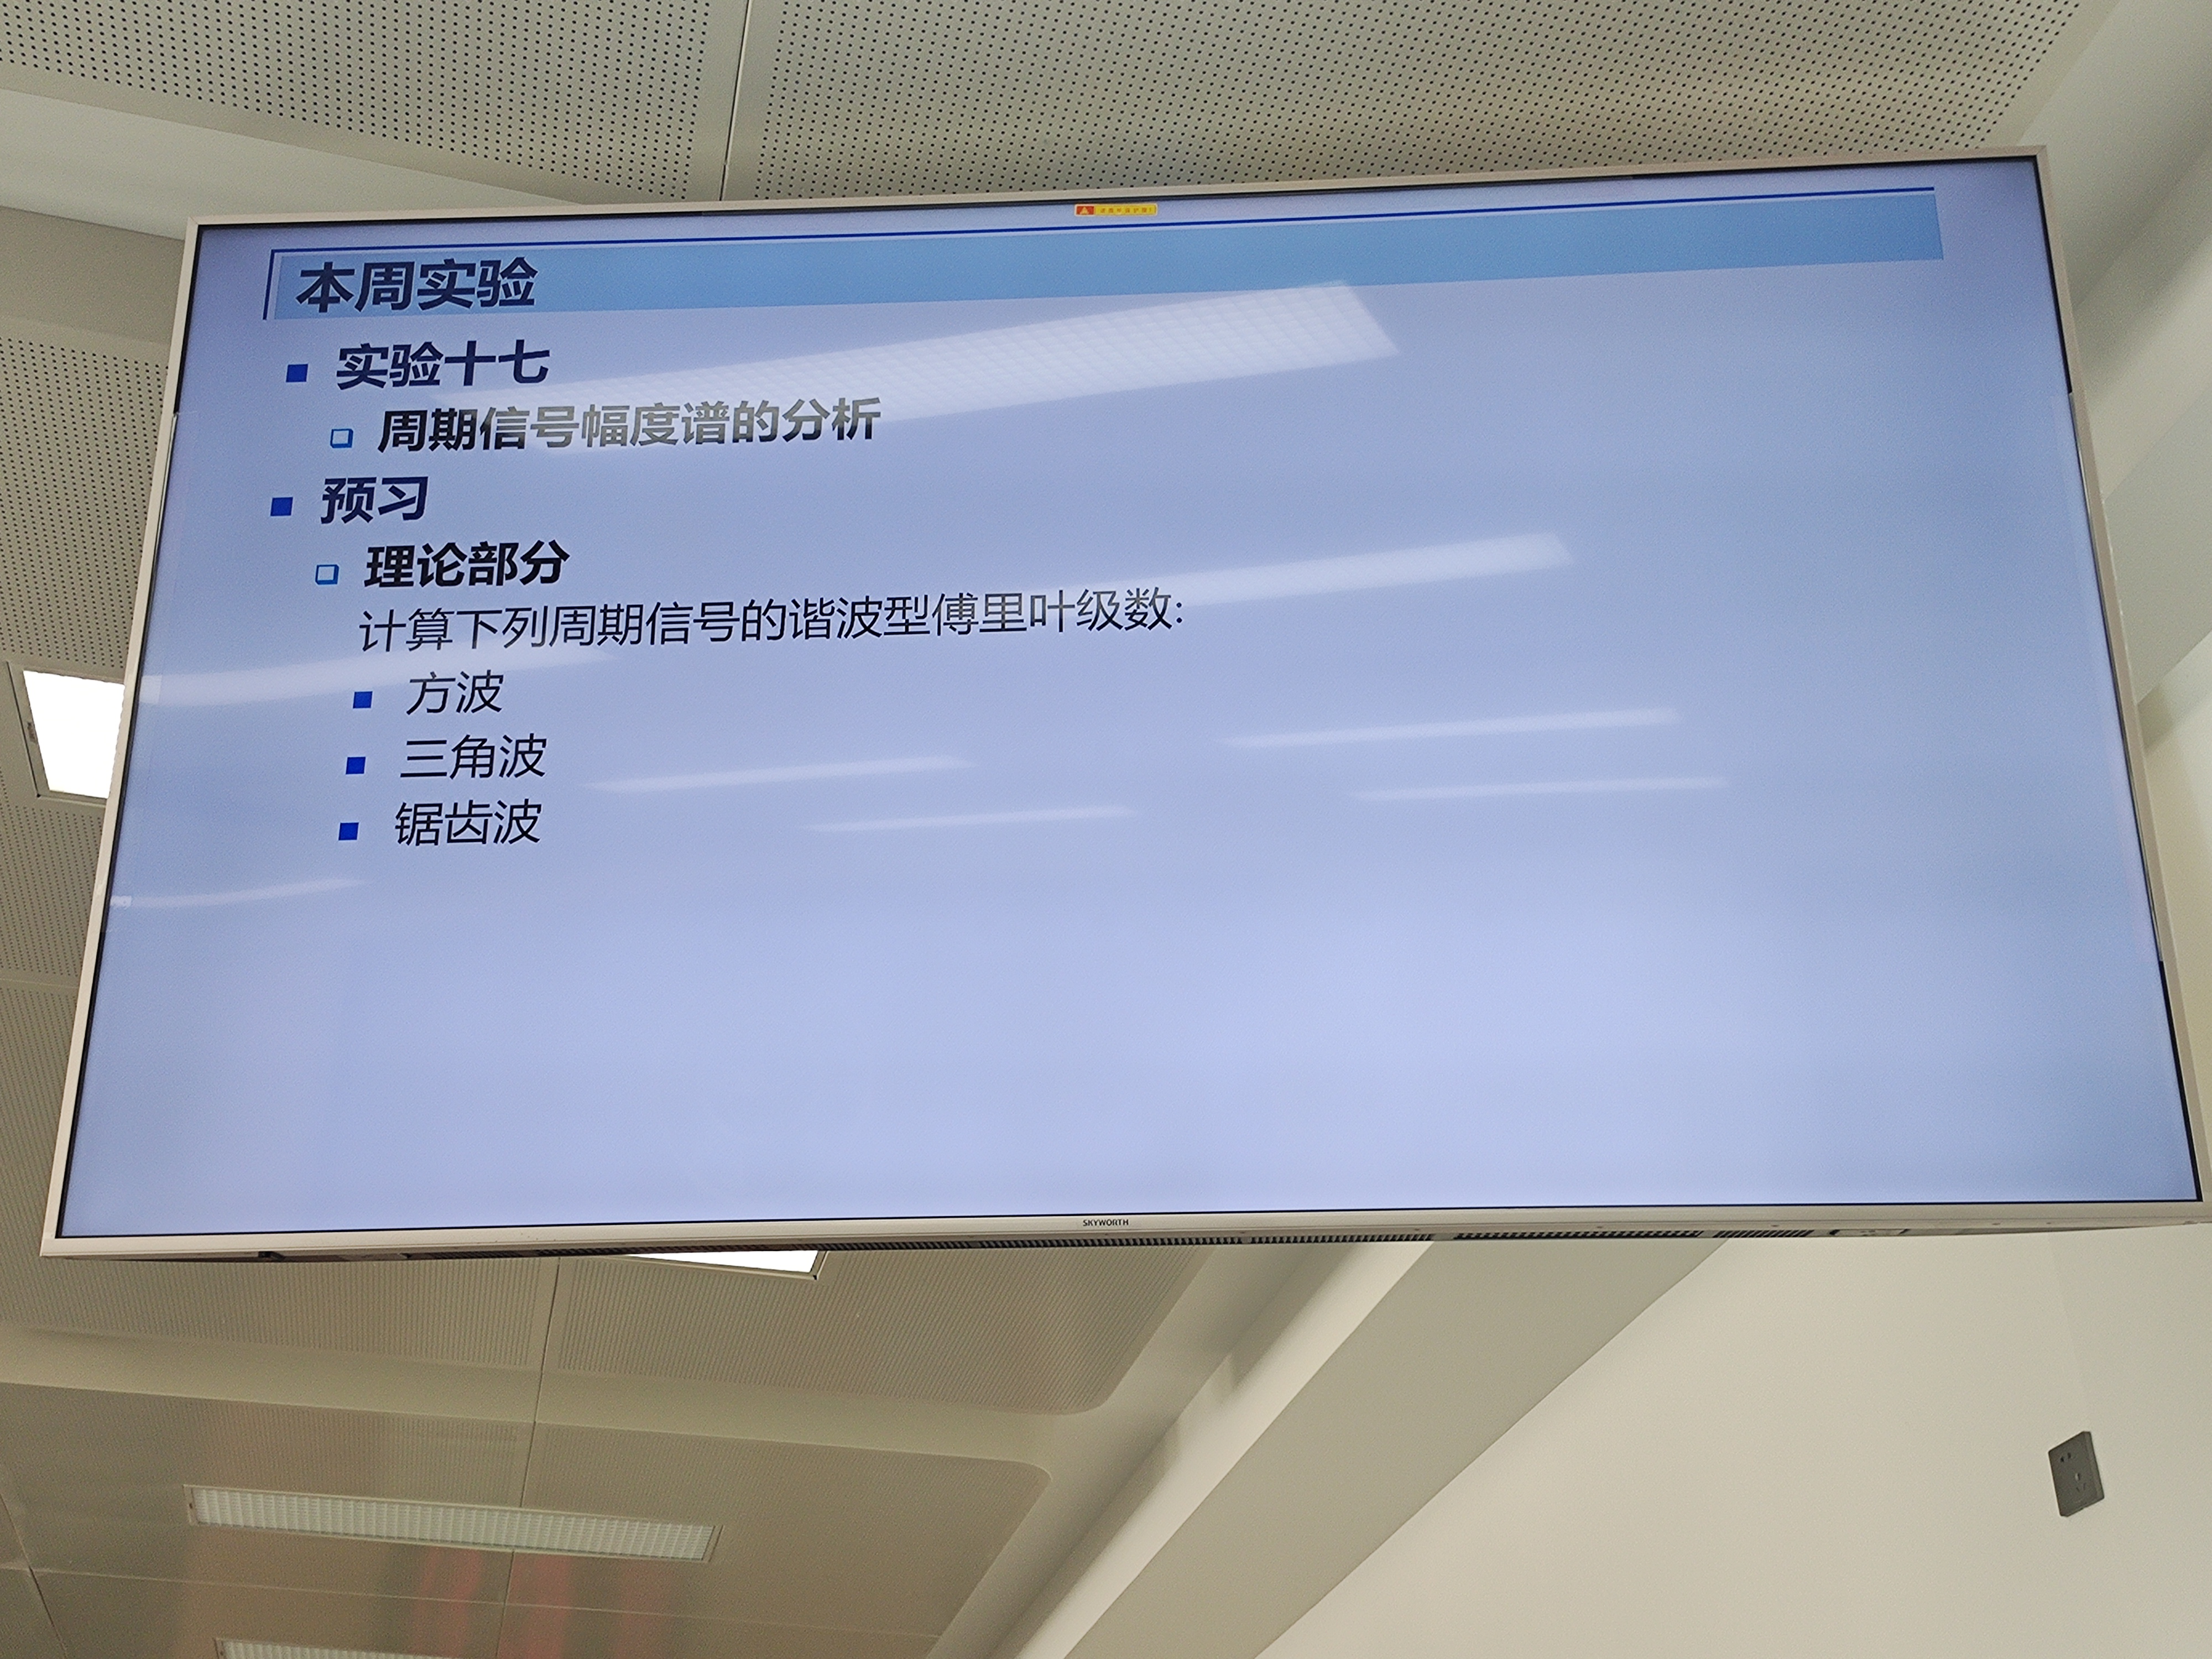 本周实验
实验十七
周期信号幅度谱的分析
预习
理论部分
计算下列周期信号的谐波型傅里叶级数:
方波
三角波
锯齿波
SKYWORTH